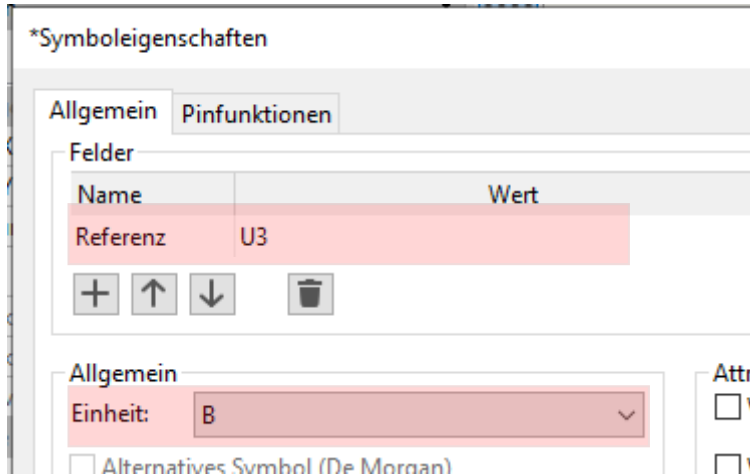 *Symboleigenschaften
Allgemein Pinfunktionen
Felder
Name Wert
Referenz U3
Allgemein
Einheit: B
Alternatives Symbol (De Morgan)